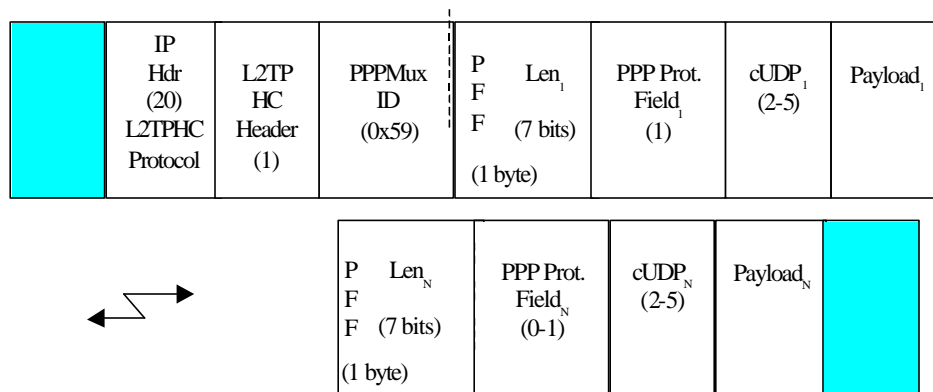 IP
Hdr
(20)
L2TPHC
Protocol
L2TP
HC
Header
(1)
PPPMux
ID
(0x59)
P
F
F
Len1
(7 bits)
(1 byte)
PPP Prot.
Field1
(1)
cUDP1
(2-5)
Payload1
P
F
F
LenN
(7 bits)
(1 byte)
PPP Prot.
FieldN
(0-1)
cUDPN
(2-5)
PayloadN